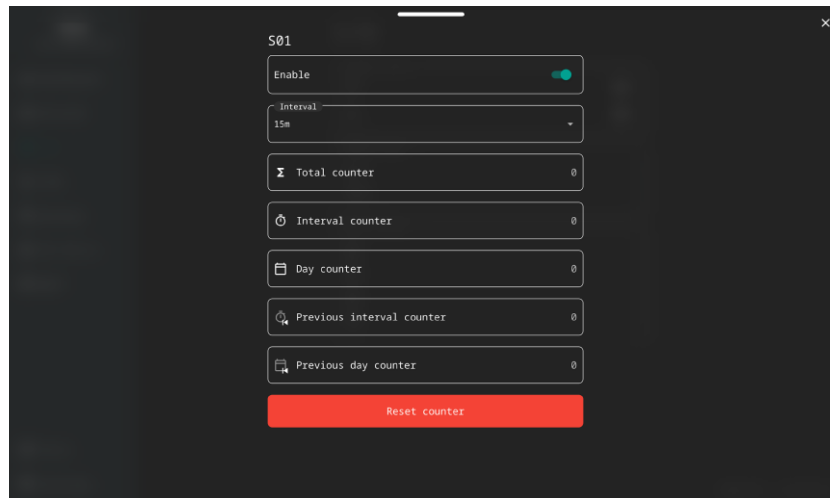 S01
Enable
Interval
15m
Σ Total counter 0
Interval counter 0
Day counter 0
Previous interval counter 0
Previous day counter 0
Reset counter